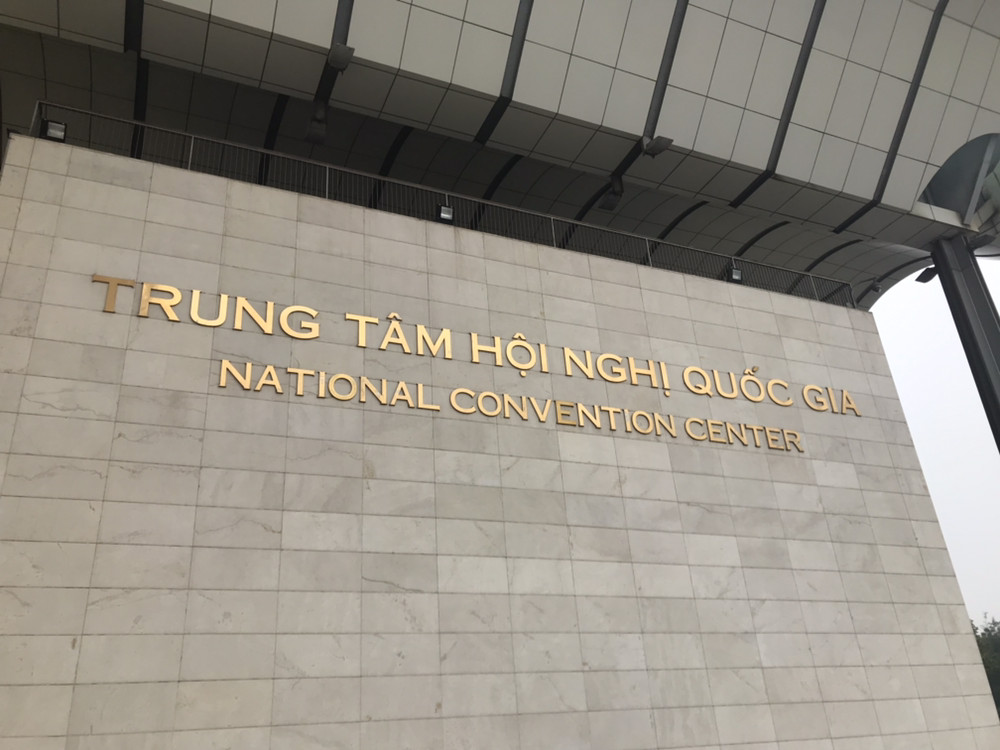 TRUNG TÂM HỘI NGHỊ QUỐC GIA
NATIONAL CONVENTION CENTER